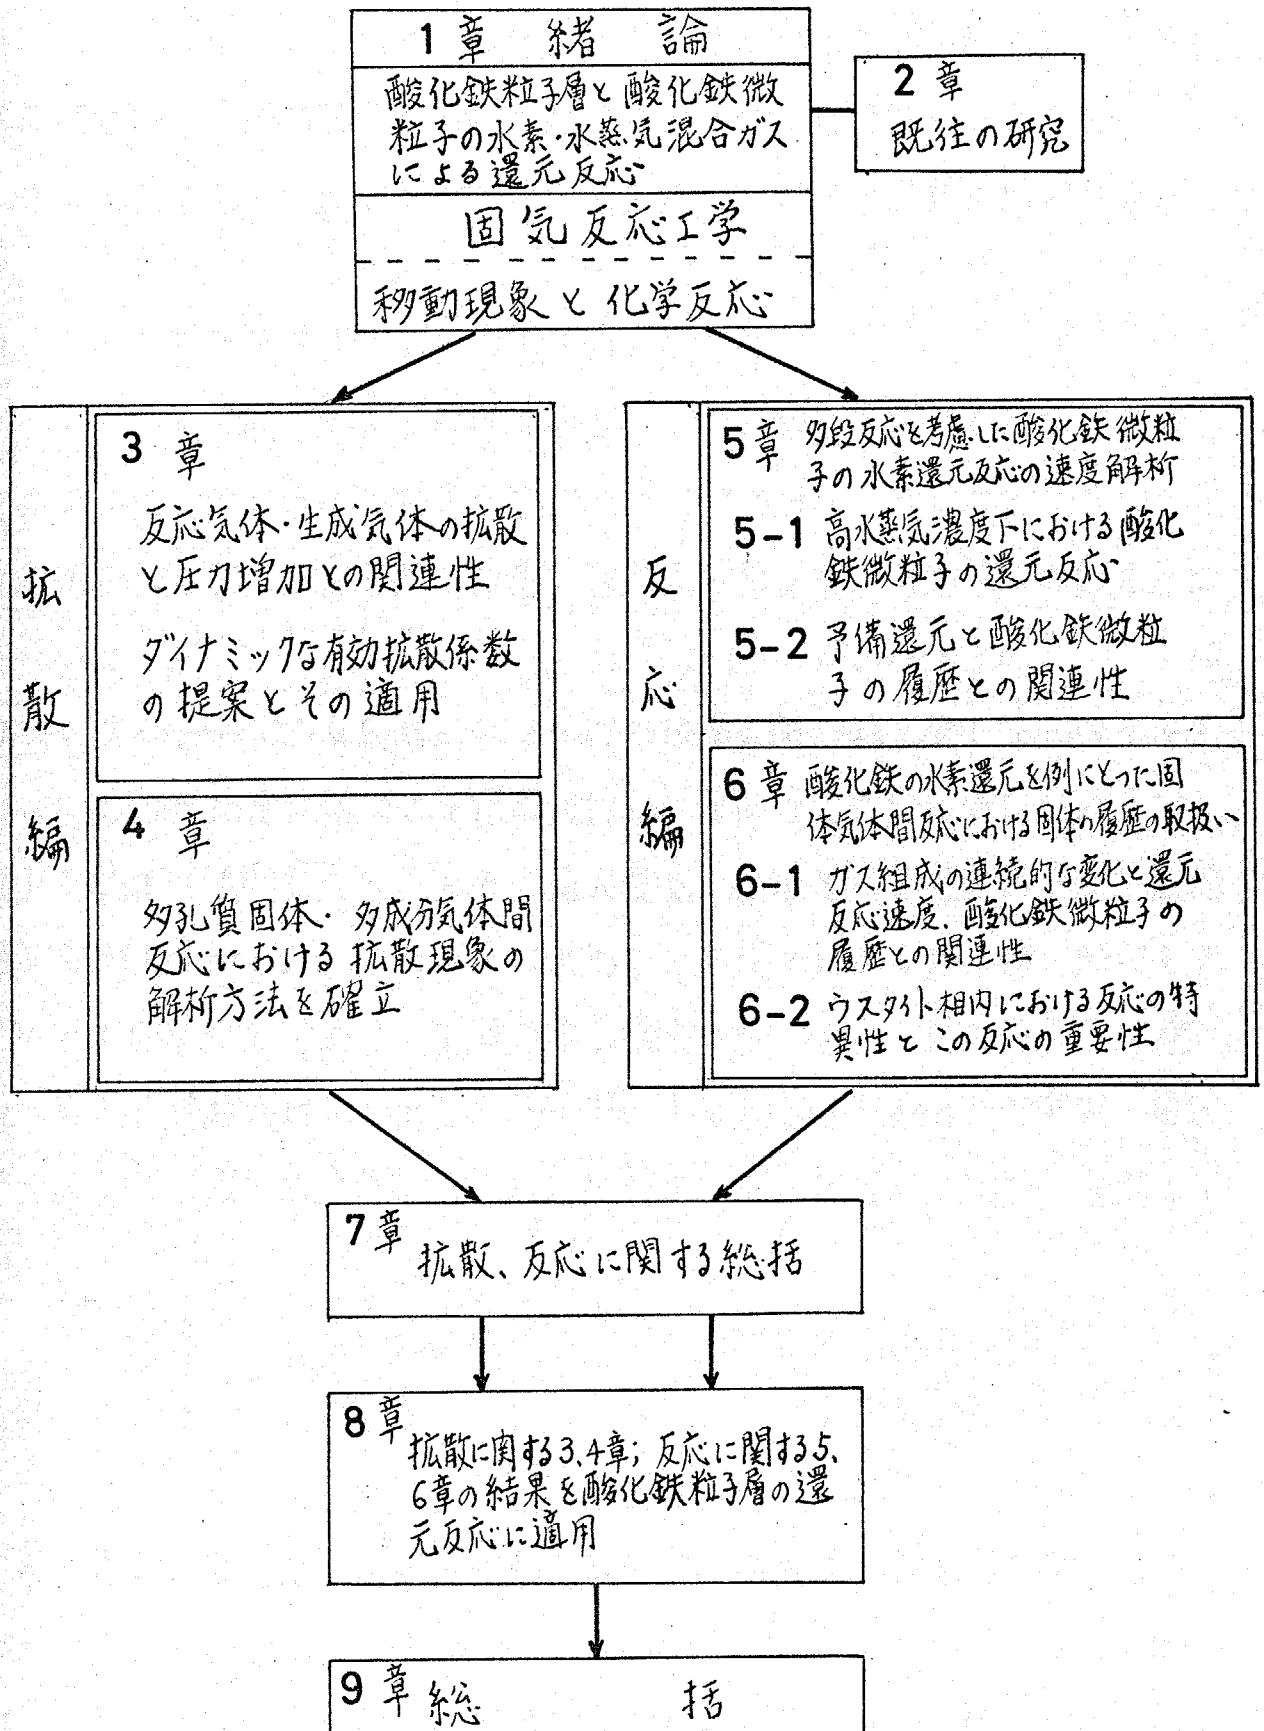 1章 緒論
酸化鉄粒子層と酸化鉄微
粒子の水素・水蒸気混合ガス
による還元反応
固気反応工学
移動現象と化学反応
2章
既往の研究
拡散編
3章
反応気体・生成気体の拡散
と圧力増加との関連性
ダイナミックな有効拡散係数
の提案とその適用
4章
多孔質固体・多成分気体間
反応における拡散現象の
解析方法を確立
反応編
5章 多段反応を考慮した酸化鉄微粒
子の水素還元反応の速度解析
5-1 高水蒸気濃度下における酸化
鉄微粒子の還元反応
5-2 予備還元と酸化鉄微粒
子の履歴との関連性
6章 酸化鉄の水素還元を例にとった固
体気体間反応における固体の履歴の取扱い
6-1 ガス組成の連続的な変化と還元
反応速度、酸化鉄微粒子の
履歴との関連性
6-2 ウスタイト相内における反応の特
異性とこの反応の重要性
7章
拡散、反応に関する総括
8章
拡散に関する3、4章; 反応に関する5、
6章の結果を酸化鉄粒子層の還
元反応に適用
9章 総括